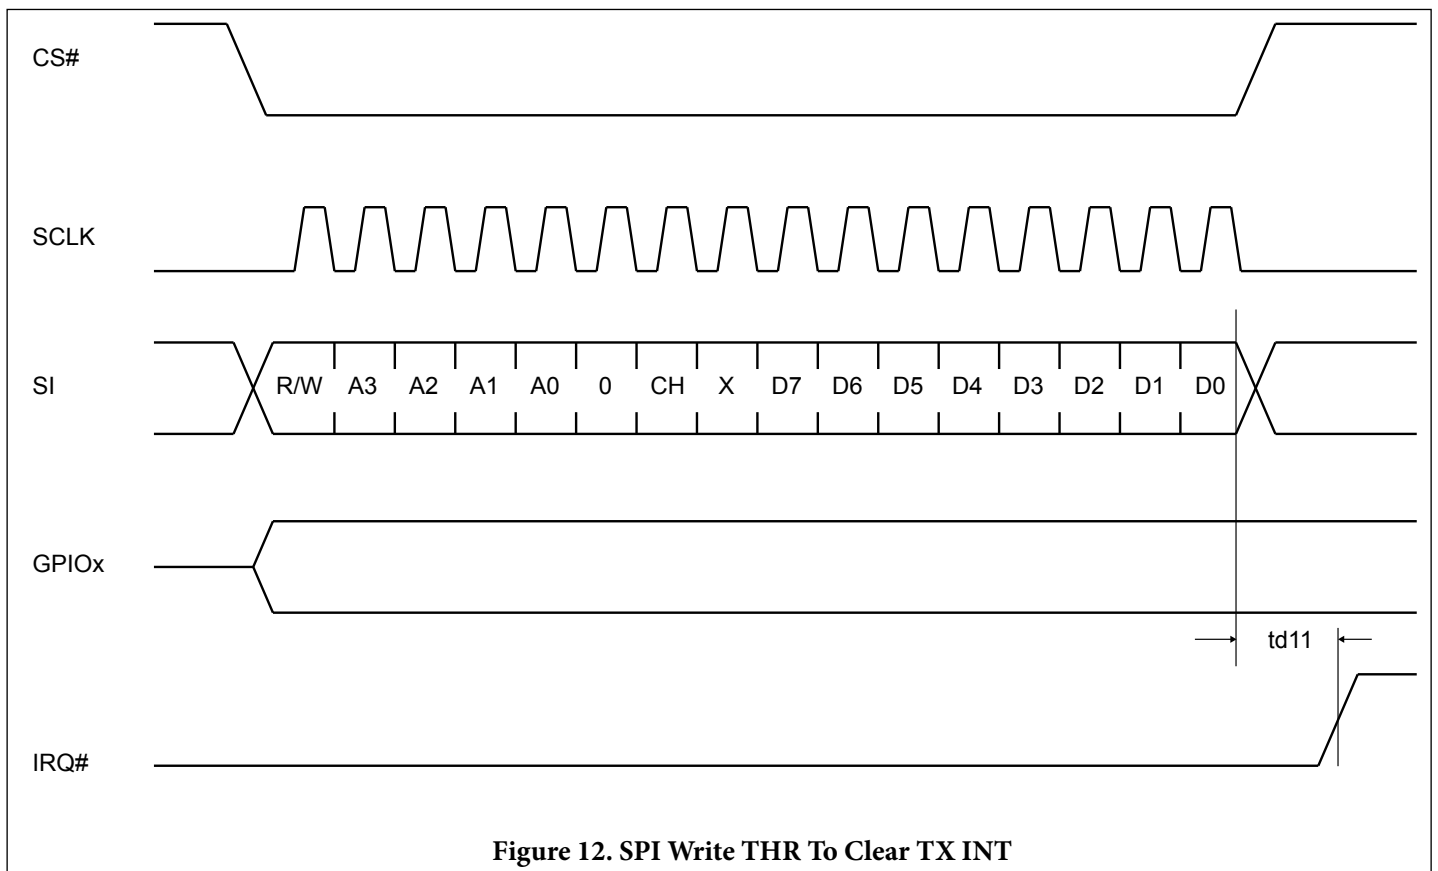 CS#
SCLK
SI R/W A3 A2 A1 A0 0 CH X D7 D6 D5 D4 D3 D2 D1 D0
GPIOx
td11
IRQ#
Figure 12. SPI Write THR To Clear TX INT